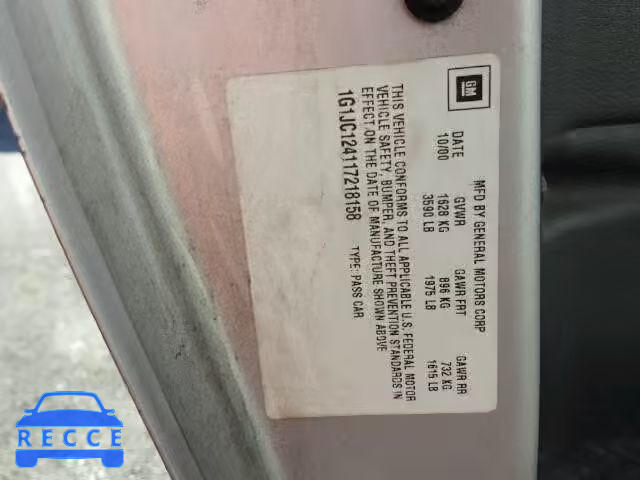 GM
MFD BY GENERAL MOTORS CORP
DATE GVWR GAWR FRT GAWR RR
10/00 1628 KG 896 KG 732 KG
3590 LB 1975 LB 1615 LB
THIS VEHICLE CONFORMS TO ALL APPLICABLE U.S. FEDERAL MOTOR
VEHICLE SAFETY, BUMPER, AND THEFT PREVENTION STANDARDS IN
EFFECT ON THE DATE OF MANUFACTURE SHOWN ABOVE
1G1JC124117218158 TYPE: PASS CAR
RECCE